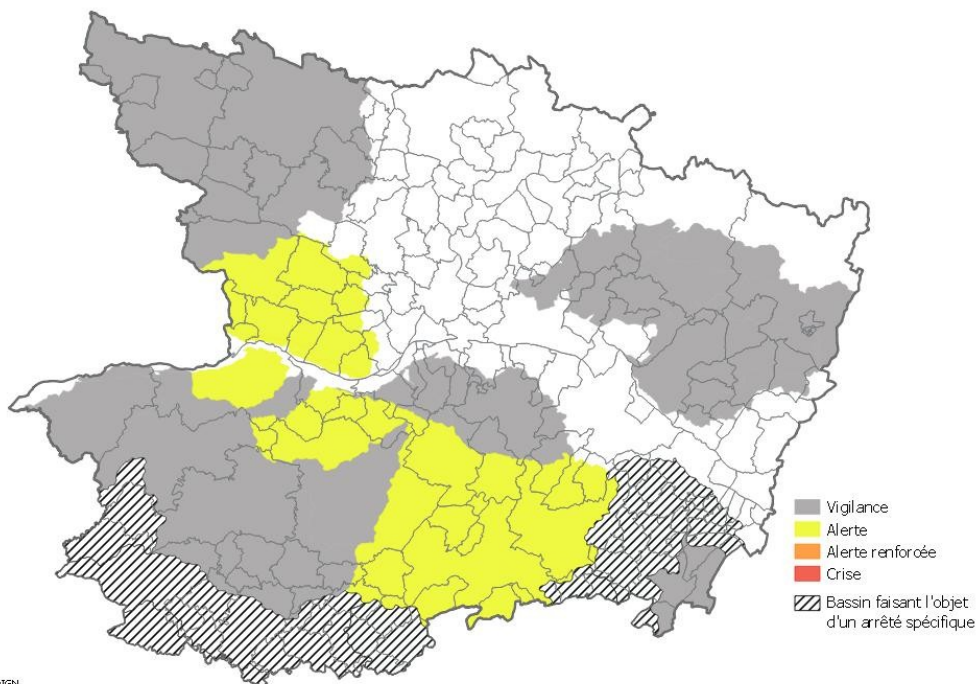 Vigilance
Alerte
Alerte renforcée
Crise
Bassin faisant l'objet
d'un arrêté spécifique